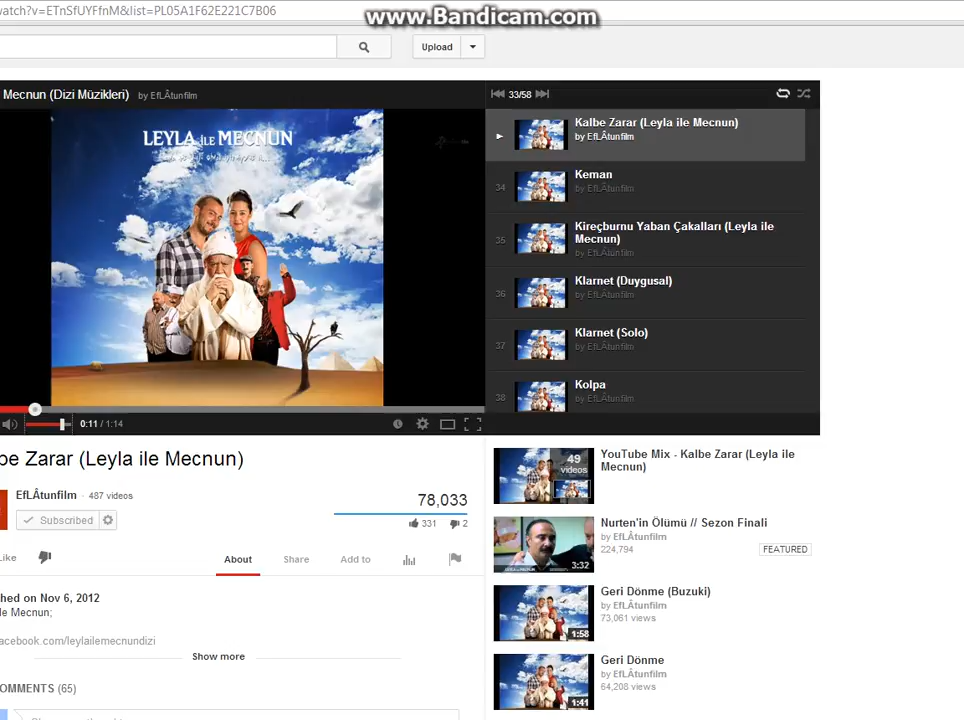 watch?v=ETnSfUYFfnM&list=PL05A1F62E221C7B06
www.Bandicam.com
Upload
Mecnun (Dizi Müzikleri) by EfLÂtunfilm
33/58
LEYLA İLE MECNUN
Kalbe Zarar (Leyla ile Mecnun)
by EfLÂtunfilm
34
Keman
by EfLÂtunfilm
35
Kireçburnu Yaban Çakalları (Leyla ile
Mecnun)
by EfLÂtunfilm
36
Klarnet (Duygusal)
by EfLÂtunfilm
37
Klarnet (Solo)
by EfLÂtunfilm
38
Kolpa
by EfLÂtunfilm
0:11 / 1:14
be Zarar (Leyla ile Mecnun)
EfLÂtunfilm · 487 videos
Subscribed
78,033
331 2
Like
About Share Add to
hed on Nov 6, 2012
le Mecnun;
acebook.com/leylailemecnundizi
Show more
OMMENTS (65)
49
videos
YouTube Mix - Kalbe Zarar (Leyla ile
Mecnun)
Nurten'in Ölümü // Sezon Finali
by EfLÂtunfilm
224,794
FEATURED
3:32
Geri Dönme (Buzuki)
by EfLÂtunfilm
73,061 views
1:58
Geri Dönme
by EfLÂtunfilm
64,208 views
1:41